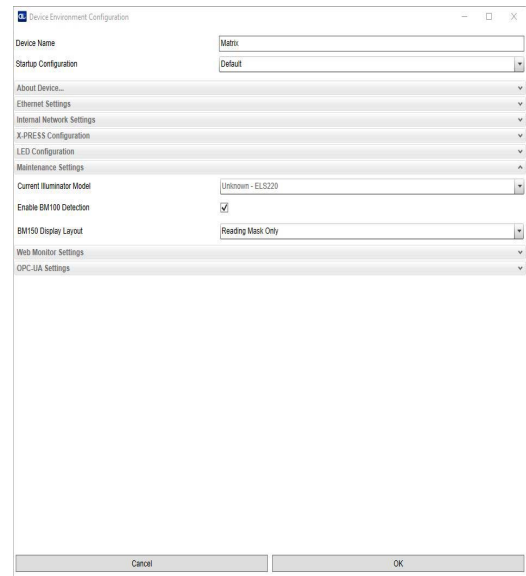 DL Device Environment Configuration
Device Name Matrix
Startup Configuration Default
About Device...
Ethernet Settings
Internal Network Settings
X-PRESS Configuration
LED Configuration
Maintenance Settings
Current Illuminator Model Unknown - ELS220
Enable BM100 Detection
BM150 Display Layout Reading Mask Only
Web Monitor Settings
OPC-UA Settings
Cancel OK